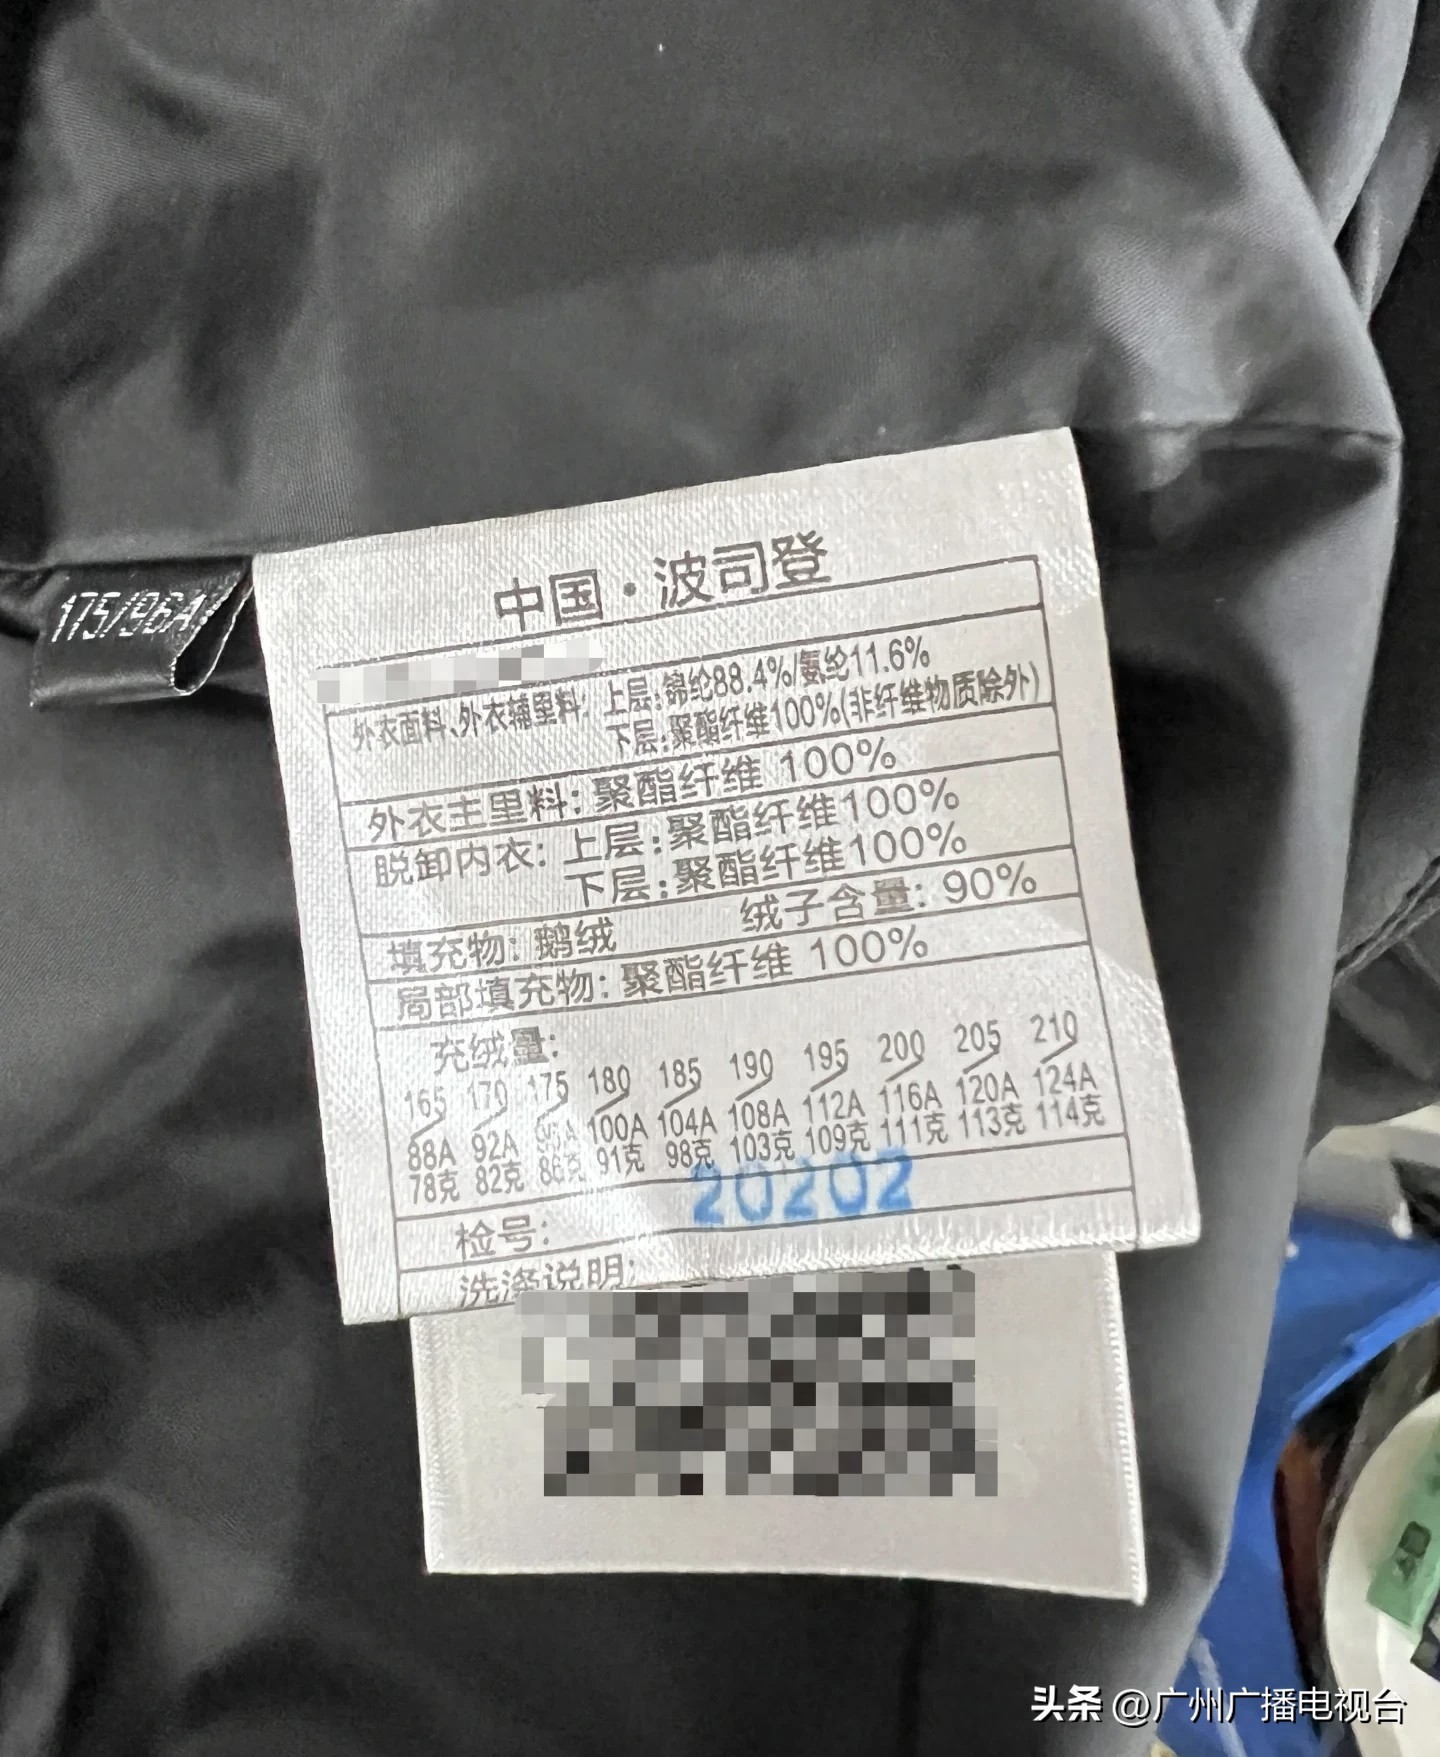 175/96A
中国·波司登
外衣面料、外衣辅里料: 上层:锦纶88.4%/氨纶11.6%
下层:聚酯纤维100%(非纤维物质除外)
外衣主里料: 聚酯纤维 100%
脱卸内衣: 上层:聚酯纤维100%
下层:聚酯纤维100%
填充物: 鹅绒 绒子含量: 90%
局部填充物: 聚酯纤维 100%
充绒量:
165 170 175 180 185 190 195 200 205 210
88A 92A 96A 100A 104A 108A 112A 116A 120A 124A
78克 82克 86克 91克 98克 103克 109克 111克 113克 114克
检号: 20202
洗涤说明:
头条 @广州广播电视台